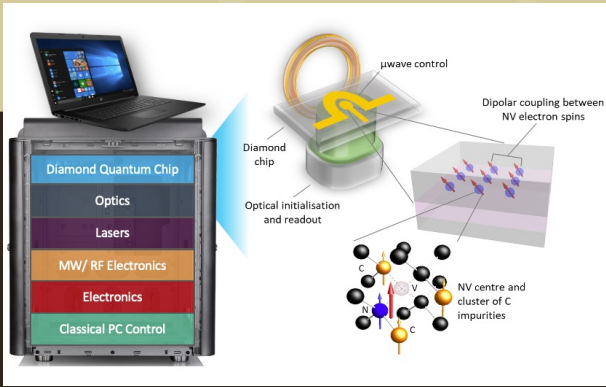 Diamond Quantum Chip
Optics
Lasers
MW/ RF Electronics
Electronics
Classical PC Control
µwave control
Diamond
chip
Optical initialisation
and readout
Dipolar coupling between
NV electron spins
C
V
N
C
NV centre and
cluster of C
impurities